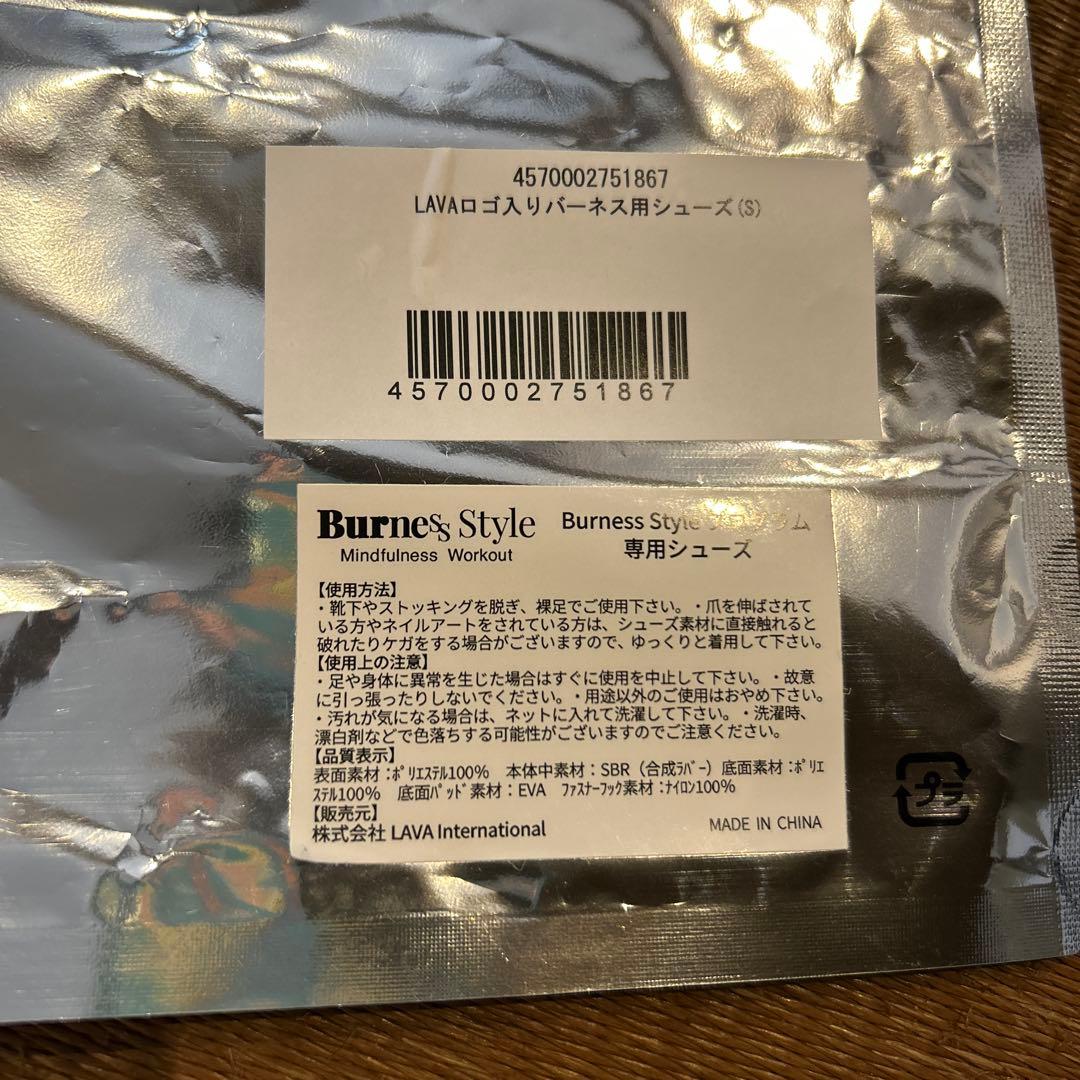 4570002751867
LAVAロゴ入りバーネス用シューズ(S)
4570002751867
Burness Style
Mindfulness Workout
Burness Style プログラム
専用シューズ
【使用方法】
・靴下やストッキングを脱ぎ、裸足でご使用下さい。・爪を伸ばされて
いる方やネイルアートをされている方は、シューズ素材に直接触れると
破れたりケガをする場合がございますので、ゆっくりと着用して下さい。
【使用上の注意】
・足や身体に異常を生じた場合はすぐに使用を中止して下さい。・故意
に引っ張ったりしないでください。・用途以外のご使用はおやめ下さい。
・汚れが気になる場合は、ネットに入れて洗濯して下さい。・洗濯時、
漂白剤などで色落ちする可能性がございますのでご注意ください。
【品質表示】
表面素材：ﾎﾟﾘｴｽﾃﾙ100%　本体中素材：SBR（合成ﾗﾊﾞｰ）底面素材：ﾎﾟﾘｴ
ｽﾃﾙ100%　底面ﾊﾟｯﾄﾞ素材：EVA　ﾌｧｽﾅｰﾌｯｸ素材：ﾅｲﾛﾝ100%
【販売元】
株式会社 LAVA International
MADE IN CHINA
プラ